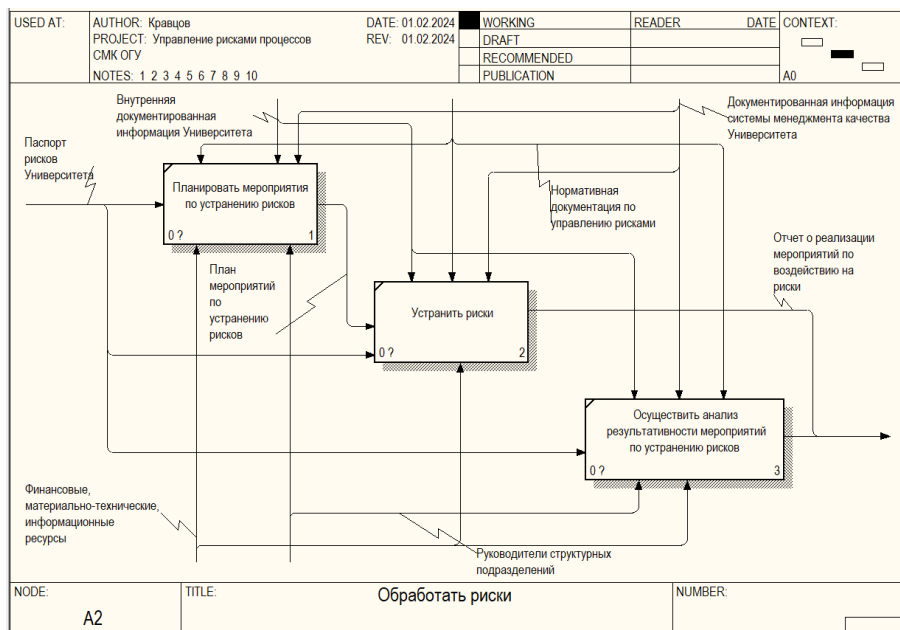 USED AT:
AUTHOR: Кравцов
DATE: 01.02.2024
WORKING
READER
DATE
CONTEXT:
PROJECT: Управление рисками процессов
REV: 01.02.2024
DRAFT
СМК ОГУ
RECOMMENDED
NOTES: 1 2 3 4 5 6 7 8 9 10
PUBLICATION
A0
Внутренняя
документированная
информация Университета
Документированная информация
системы менеджмента качества
Университета
Паспорт
рисков
Университета
Планировать мероприятия
по устранению рисков
0 ?
1
Нормативная
документация по
управлению рисками
Отчет о реализации
мероприятий по
воздействию на
риски
План
мероприятий
по
устранению
рисков
Устранить риски
0 ?
2
Осуществить анализ
результативности мероприятий
по устранению рисков
0 ?
3
Финансовые,
материально-технические,
информационные
ресурсы
Руководители структурных
подразделений
NODE:
TITLE:
Обработать риски
NUMBER:
A2